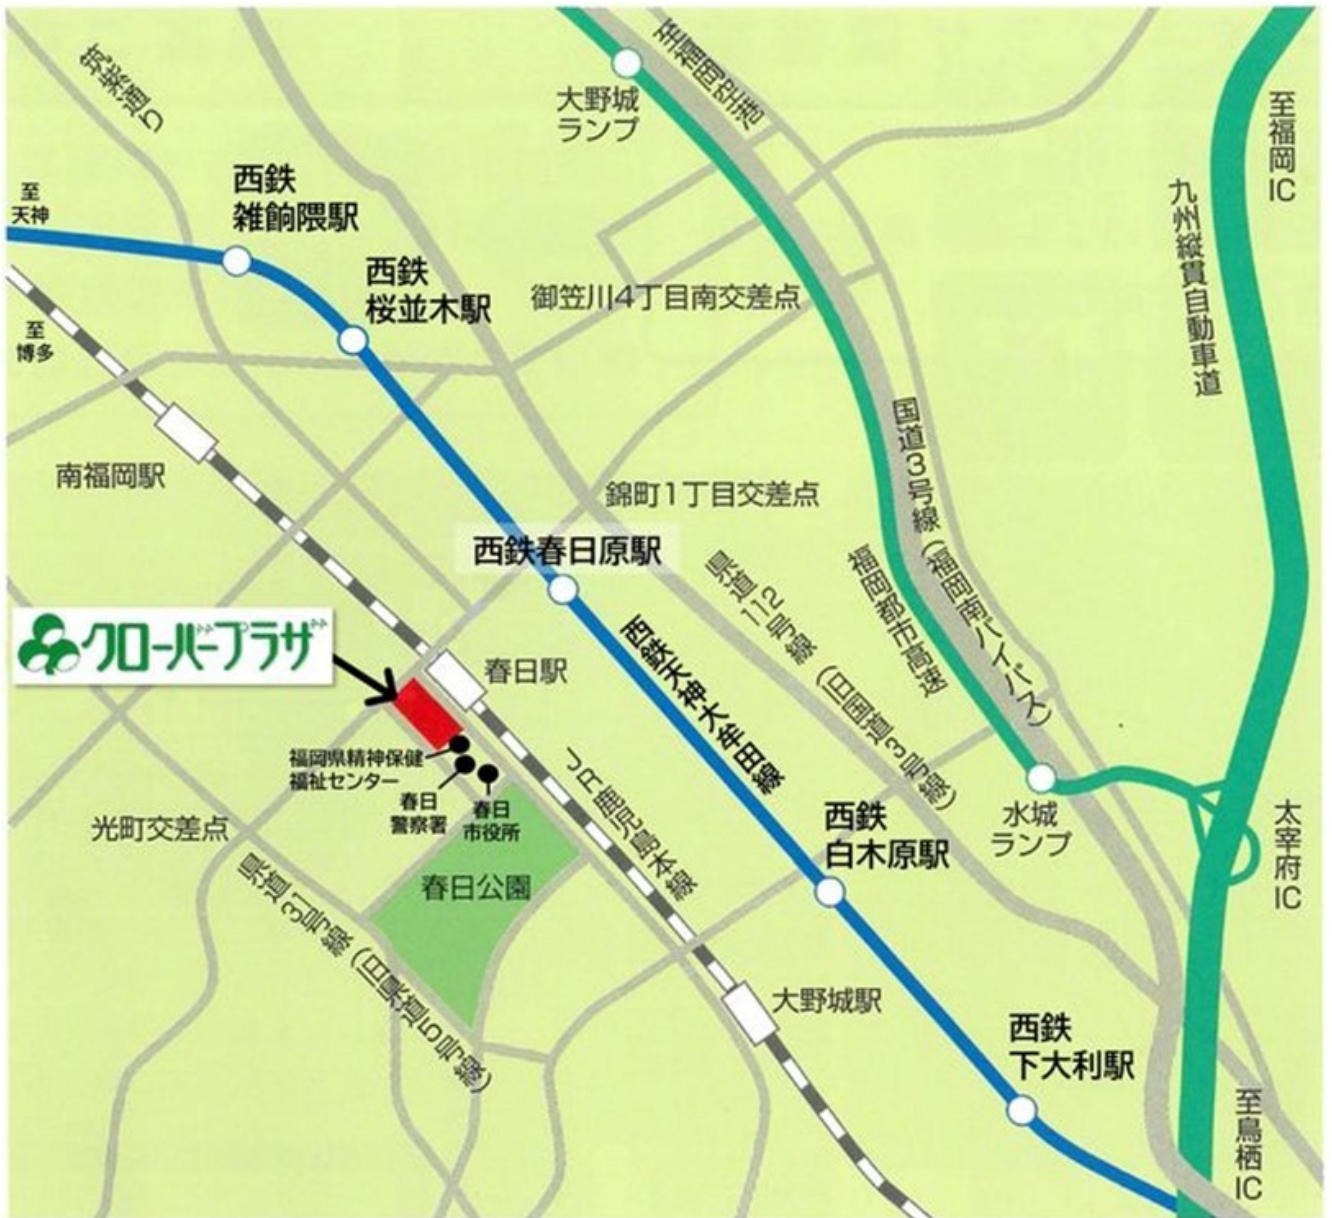 筑紫通り
至福岡空港
大野城
ランプ
至福岡IC
西鉄
雑餉隈駅
至
天神
九州縦貫自動車道
西鉄
桜並木駅
御笠川4丁目南交差点
至
博多
国道3号線(福岡南バイパス)
南福岡駅
錦町1丁目交差点
西鉄春日原駅
県道112号線(旧国道3号線)
福岡都市高速
クローバープラザ
西鉄天神大牟田線
春日駅
福岡県精神保健
福祉センター
JR鹿児島本線
春日
警察署
春日
市役所
水城
ランプ
太宰府IC
西鉄
白木原駅
光町交差点
春日公園
県道31号線(旧県道5号線)
大野城駅
西鉄
下大利駅
至鳥栖IC